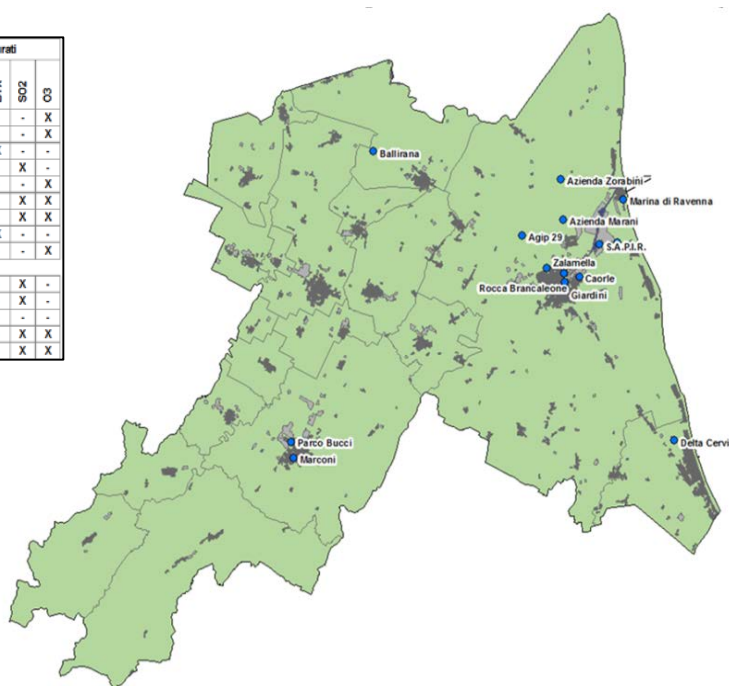 SO2
O3
- X
- X
- -
X -
- X
X X
X X
- -
- X
X -
X -
- -
X X
X X
Ballirana
Azienda Zorabini
Marina di Ravenna
Azienda Marani
Agip 29
S.A.P.I.R.
Zalamella
Caorle
Rocca Brancaleone
Giardini
Parco Bucci
Marconi
Delta Cervi